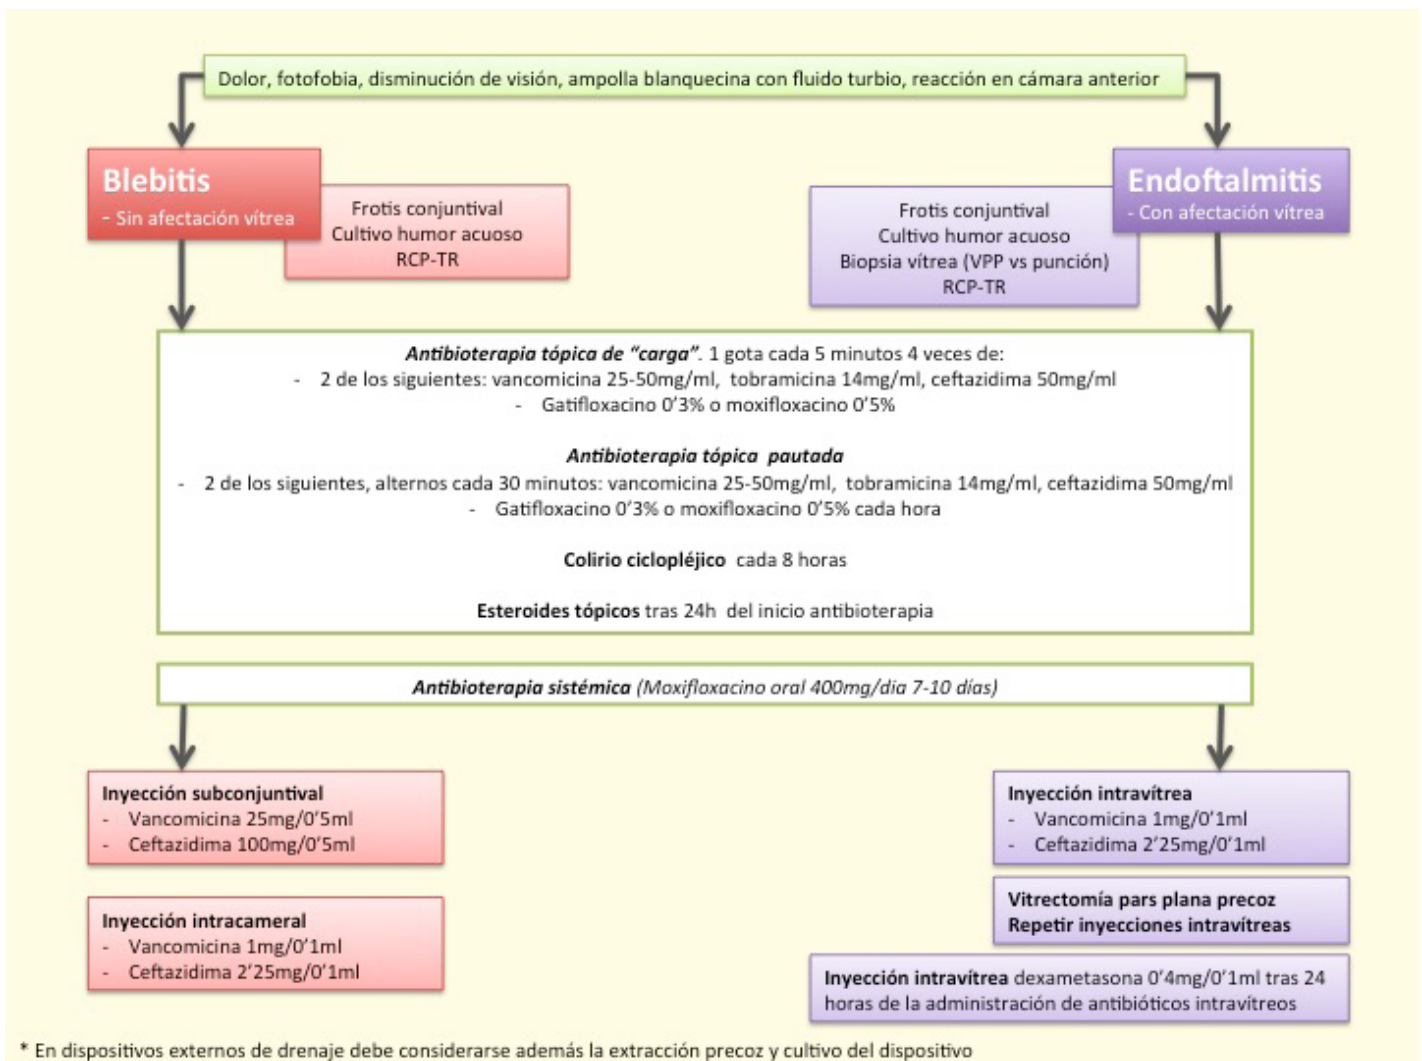 Dolor, fotofobia, disminución de visión, ampolla blanquecina con fluido turbio, reacción en cámara anterior
Blebitis
- Sin afectación vítrea
Frotis conjuntival
Cultivo humor acuoso
RCP-TR
Endoftalmitis
- Con afectación vítrea
Frotis conjuntival
Cultivo humor acuoso
Biopsia vítrea (VPP vs punción)
RCP-TR
Antibioterapia tópica de “carga”. 1 gota cada 5 minutos 4 veces de:
- 2 de los siguientes: vancomicina 25-50mg/ml, tobramicina 14mg/ml, ceftazidima 50mg/ml
- Gatifloxacino 0’3% o moxifloxacino 0’5%
Antibioterapia tópica pautada
- 2 de los siguientes, alternos cada 30 minutos: vancomicina 25-50mg/ml, tobramicina 14mg/ml, ceftazidima 50mg/ml
- Gatifloxacino 0’3% o moxifloxacino 0’5% cada hora
Colirio ciclopléjico cada 8 horas
Esteroides tópicos tras 24h del inicio antibioterapia
Antibioterapia sistémica (Moxifloxacino oral 400mg/dia 7-10 días)
Inyección subconjuntival
- Vancomicina 25mg/0’5ml
- Ceftazidima 100mg/0’5ml
Inyección intracameral
- Vancomicina 1mg/0’1ml
- Ceftazidima 2’25mg/0’1ml
Inyección intravítrea
- Vancomicina 1mg/0’1ml
- Ceftazidima 2’25mg/0’1ml
Vitrectomía pars plana precoz
Repetir inyecciones intravítreas
Inyección intravítrea dexametasona 0’4mg/0’1ml tras 24
horas de la administración de antibióticos intravítreos
* En dispositivos externos de drenaje debe considerarse además la extracción precoz y cultivo del dispositivo